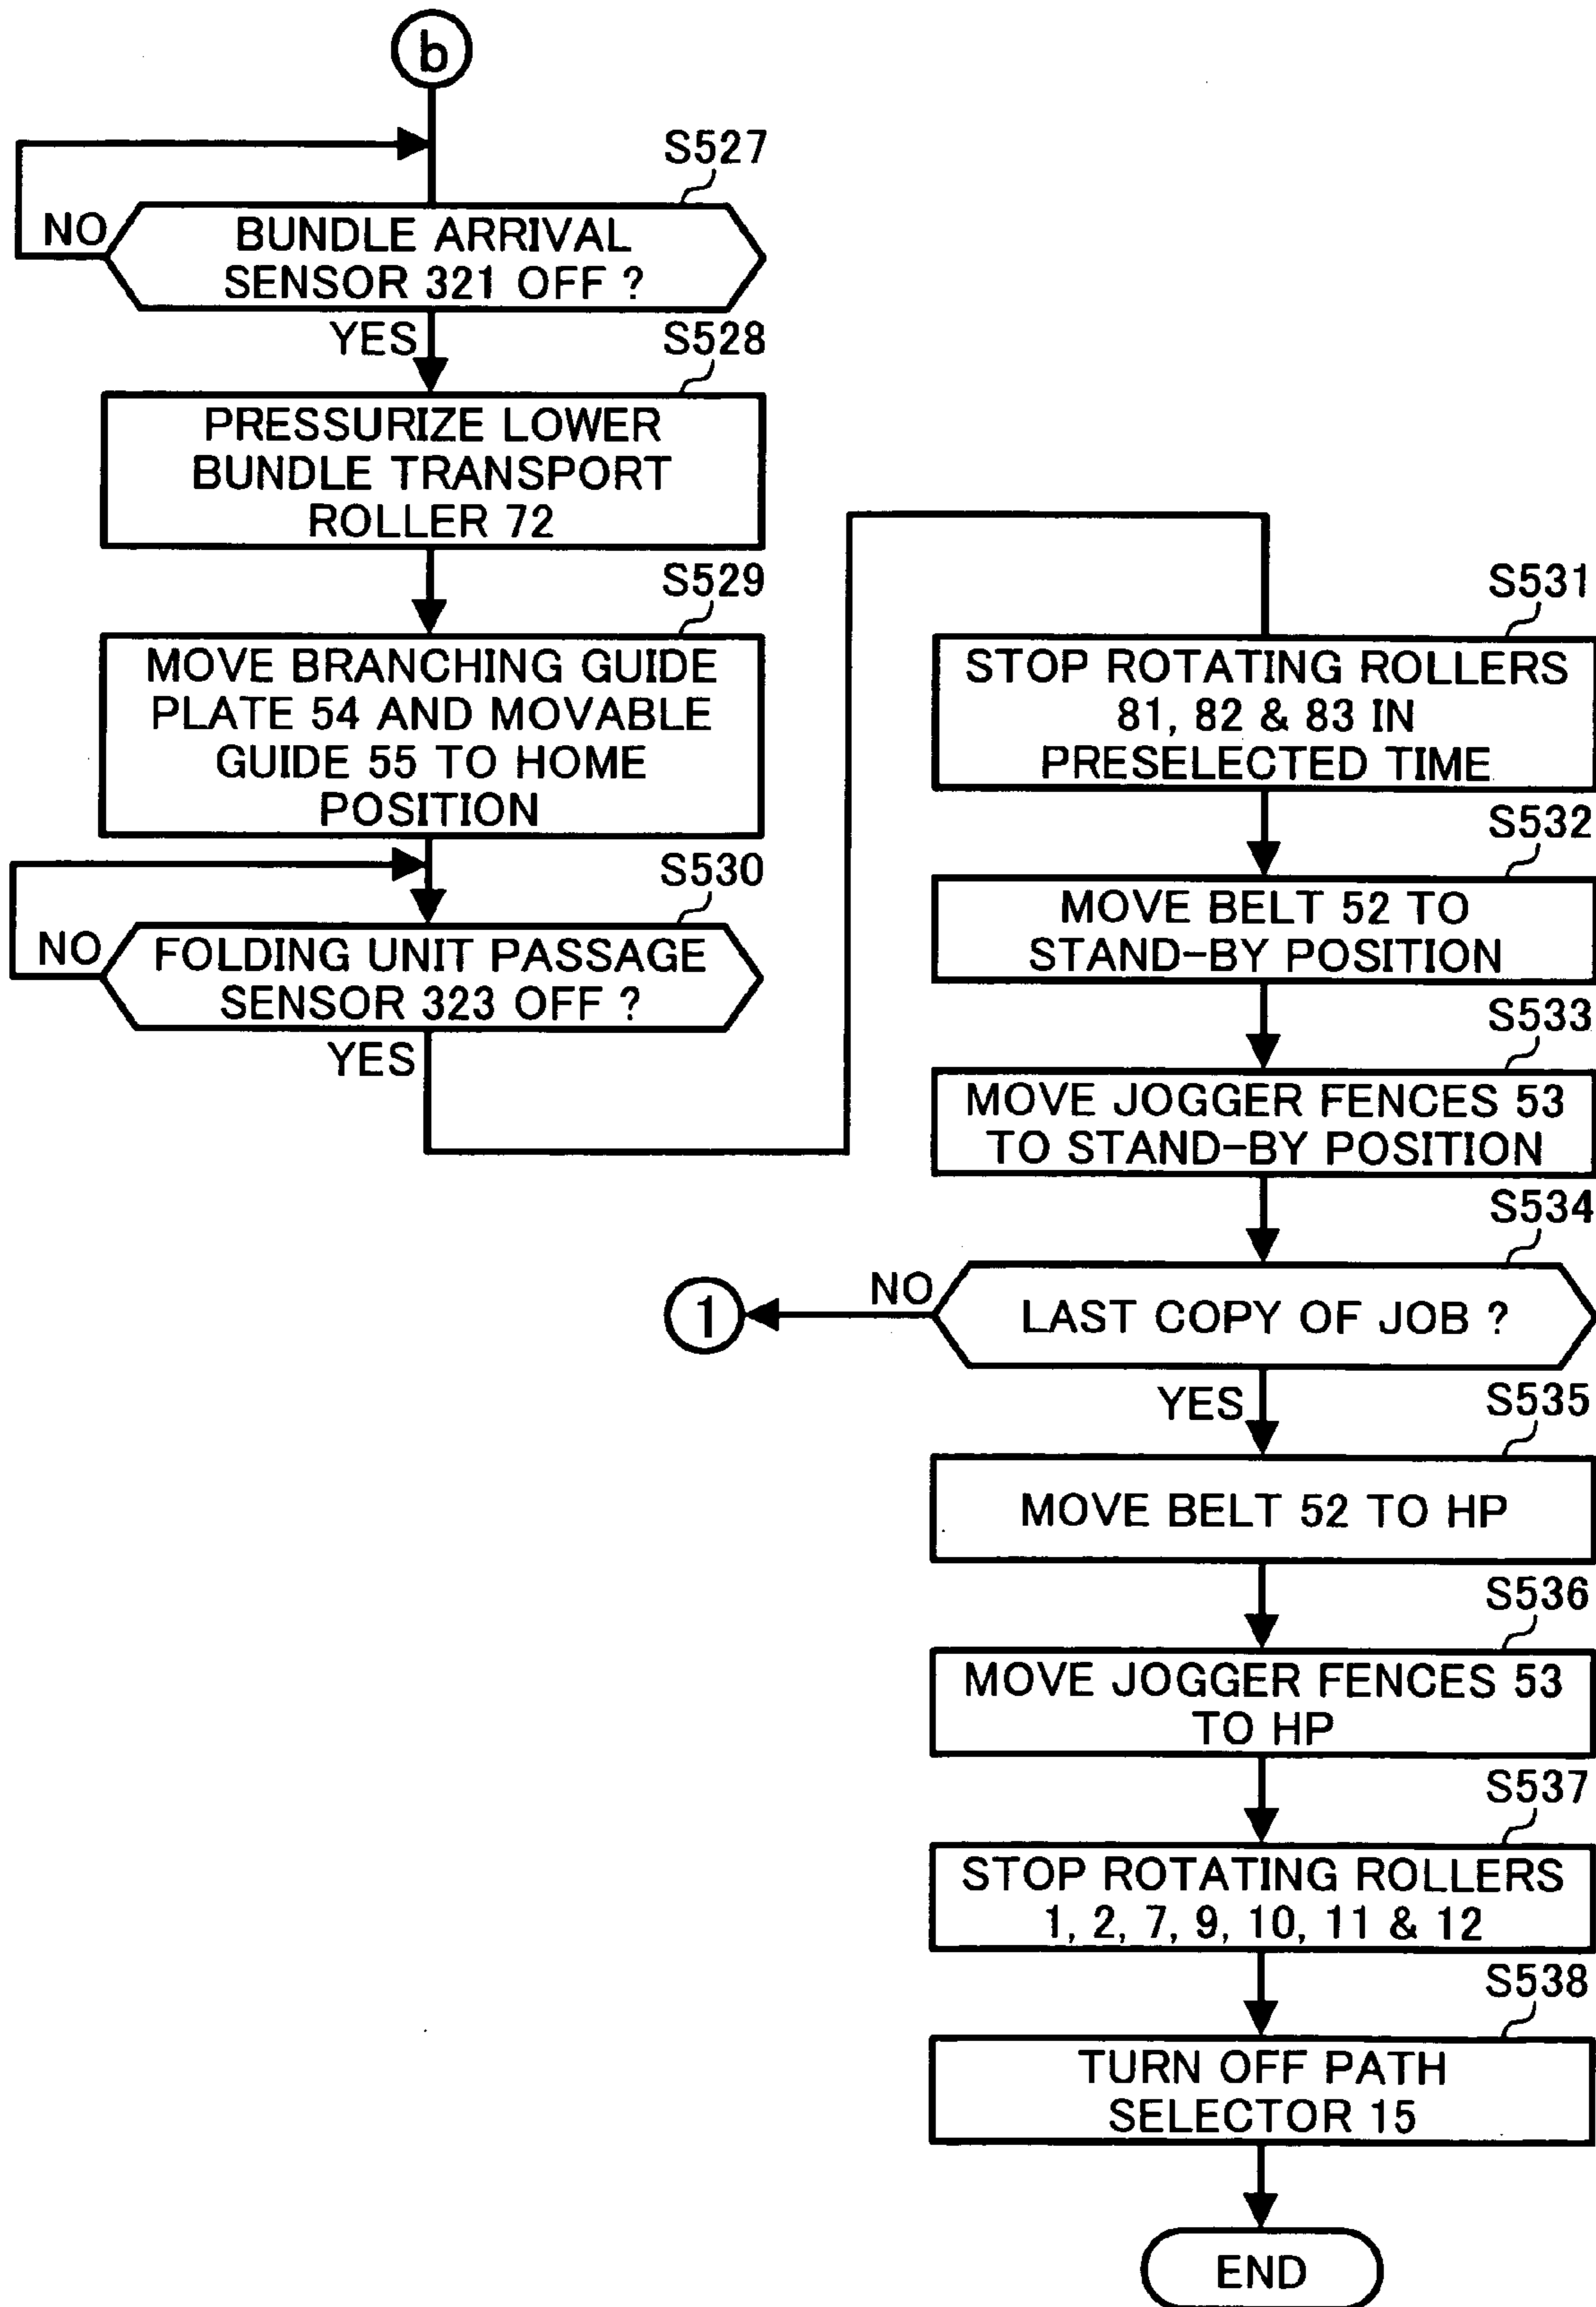 b
S527
NO
BUNDLE ARRIVAL
SENSOR 321 OFF ?
YES
S528
PRESSURIZE LOWER
BUNDLE TRANSPORT
ROLLER 72
S529
MOVE BRANCHING GUIDE
PLATE 54 AND MOVABLE
GUIDE 55 TO HOME
POSITION
S530
NO
FOLDING UNIT PASSAGE
SENSOR 323 OFF ?
YES
S531
STOP ROTATING ROLLERS
81, 82 & 83 IN
PRESELECTED TIME
S532
MOVE BELT 52 TO
STAND-BY POSITION
S533
MOVE JOGGER FENCES 53
TO STAND-BY POSITION
S534
1
NO
LAST COPY OF JOB ?
YES
S535
MOVE BELT 52 TO HP
S536
MOVE JOGGER FENCES 53
TO HP
S537
STOP ROTATING ROLLERS
1, 2, 7, 9, 10, 11 & 12
S538
TURN OFF PATH
SELECTOR 15
END